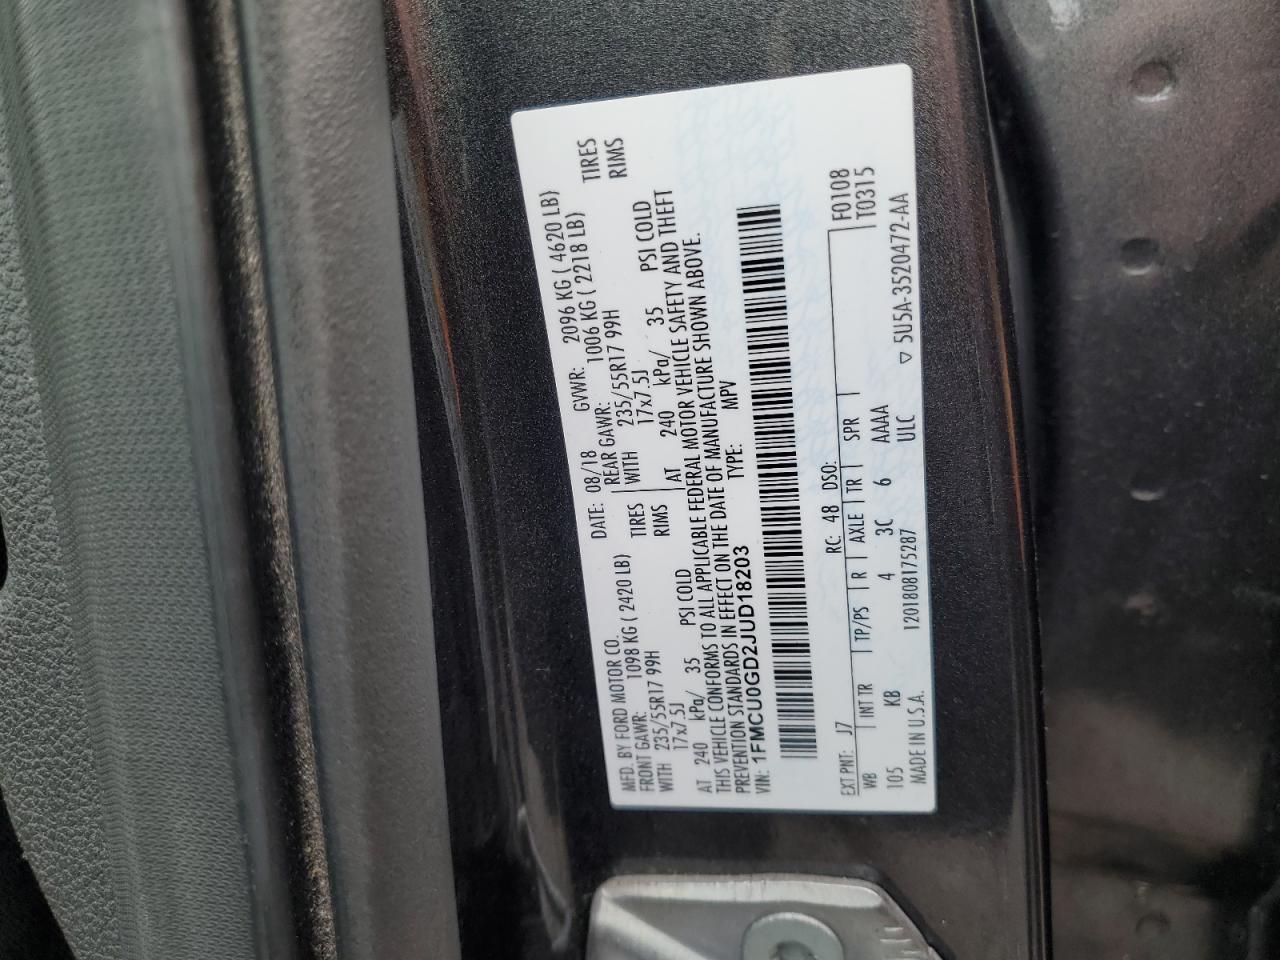 MFD. BY FORD MOTOR CO.
DATE: 08/18 GVWR: 2096 KG ( 4620 LB)
FRONT GAWR: 1098 KG ( 2420 LB) REAR GAWR: 1006 KG ( 2218 LB)
WITH 235/55R17 99H TIRES WITH 235/55R17 99H TIRES
17x7.5J RIMS 17x7.5J RIMS
AT 240 kPa/ 35 PSI COLD AT 240 kPa/ 35 PSI COLD
THIS VEHICLE CONFORMS TO ALL APPLICABLE FEDERAL MOTOR VEHICLE SAFETY AND THEFT
PREVENTION STANDARDS IN EFFECT ON THE DATE OF MANUFACTURE SHOWN ABOVE.
VIN: 1FMCU0GD2JUD18203 TYPE: MPV
F0108
T0315
EXT PNT: J7 RC: 48 DSO:
WB INT TR TP/PS R AXLE TR SPR
105 KB 4 3C 6 AAAA
MADE IN U.S.A. 1201808175287 ULC ▽ 5U5A-3520472-AA